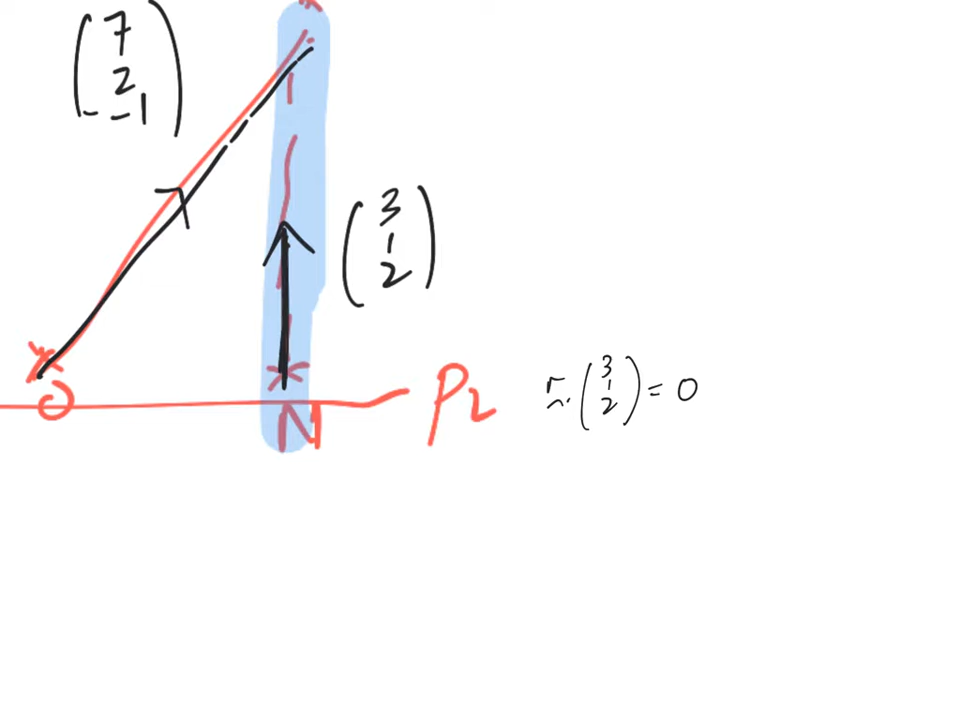 (7
2
-1)
(3
1
2)
O
N
P2
r. (3
1
2) = 0